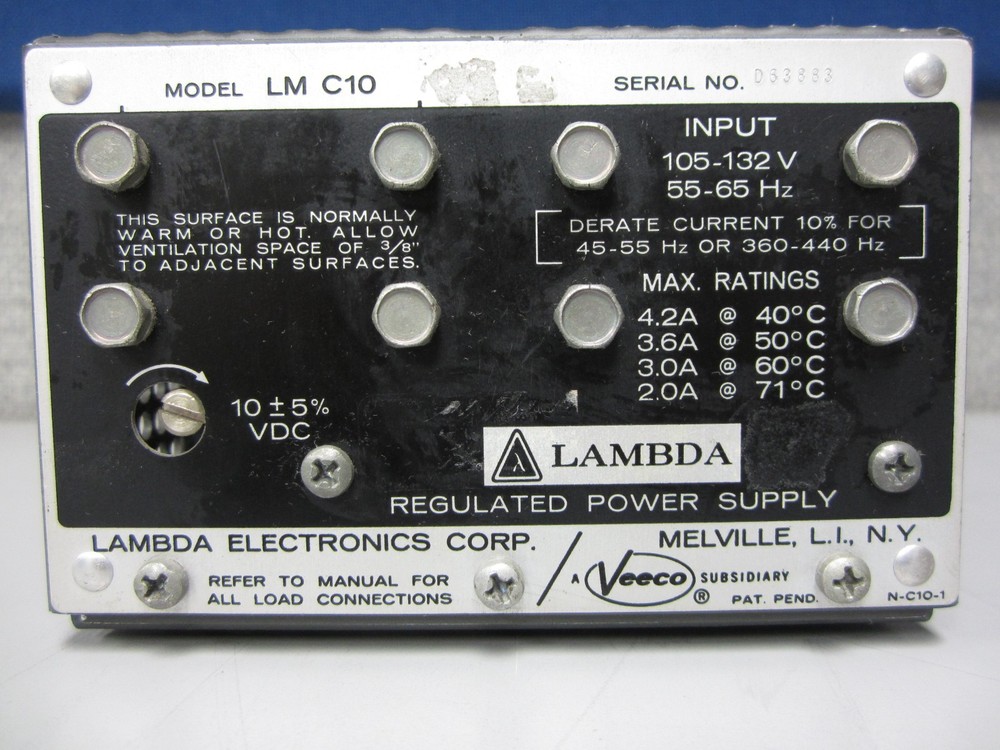 MODEL LM C10 SERIAL NO. D63883
THIS SURFACE IS NORMALLY
WARM OR HOT. ALLOW
VENTILATION SPACE OF 3/8"
TO ADJACENT SURFACES.
INPUT
105-132 V
55-65 Hz
DERATE CURRENT 10% FOR
45-55 Hz OR 360-440 Hz
MAX. RATINGS
4.2A @ 40°C
3.6A @ 50°C
3.0A @ 60°C
2.0A @ 71°C
10 ± 5%
VDC
λ LAMBDA
REGULATED POWER SUPPLY
LAMBDA ELECTRONICS CORP. / MELVILLE, L.I., N.Y.
REFER TO MANUAL FOR
ALL LOAD CONNECTIONS
A Veeco® SUBSIDIARY
PAT. PEND. N-C10-1